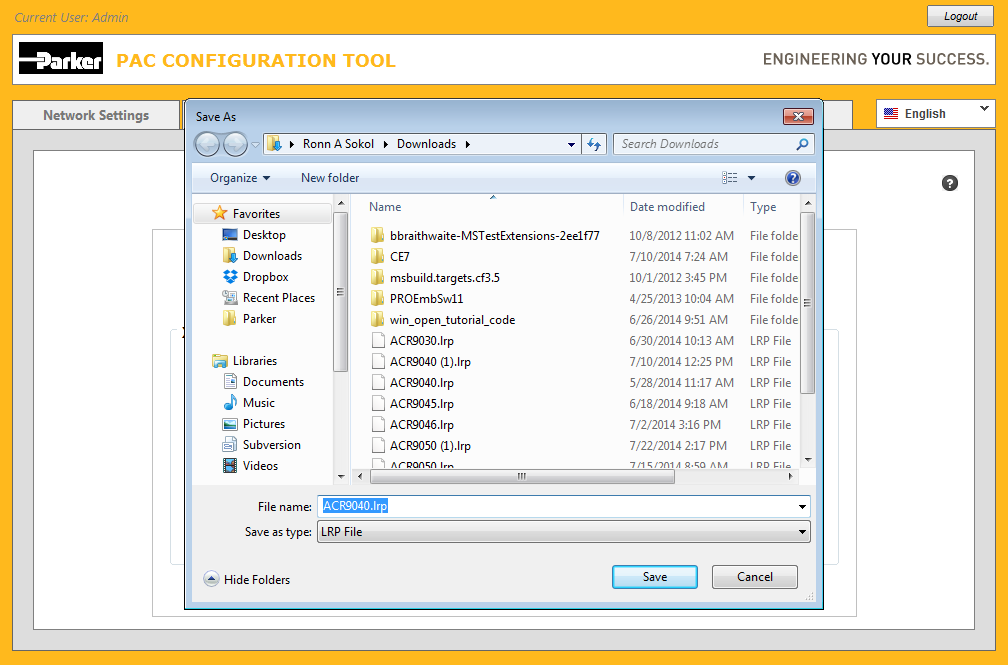 Current User: Admin
Logout
Parker
PAC CONFIGURATION TOOL
ENGINEERING YOUR SUCCESS.
Network Settings
English
Save As
Ronn A Sokol
Downloads
Search Downloads
Organize
New folder
Name
Date modified
Type
Favorites
Desktop
Downloads
Dropbox
Recent Places
Parker
Libraries
Documents
Music
Pictures
Subversion
Videos
bbraithwaite-MSTestExtensions-2ee1f77 10/8/2012 11:02 AM File folde
CE7 7/10/2014 7:24 AM File folde
msbuild.targets.cf3.5 10/1/2012 3:45 PM File folde
PROEmbSw11 4/25/2013 10:04 AM File folde
win_open_tutorial_code 6/26/2014 9:51 AM File folde
ACR9030.lrp 6/30/2014 10:13 AM LRP File
ACR9040 (1).lrp 7/10/2014 12:25 PM LRP File
ACR9040.lrp 5/28/2014 11:17 AM LRP File
ACR9045.lrp 6/18/2014 9:18 AM LRP File
ACR9046.lrp 7/2/2014 3:16 PM LRP File
ACR9050 (1).lrp 7/22/2014 2:17 PM LRP File
ACR9050.lrp 7/15/2014 8:59 AM LRP File
File name: ACR9040.lrp
Save as type: LRP File
Hide Folders
Save
Cancel